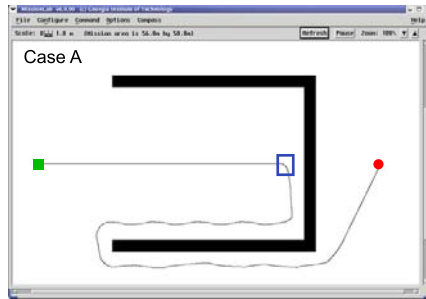 MissionLab v6.0.00 (C) Georgia Institute of Technology
File Configure Command Options Compass Help
Scale: 1.0 m (Mission area is 56.0m by 50.0m) Refresh Pause Zoom: 100%
Case A